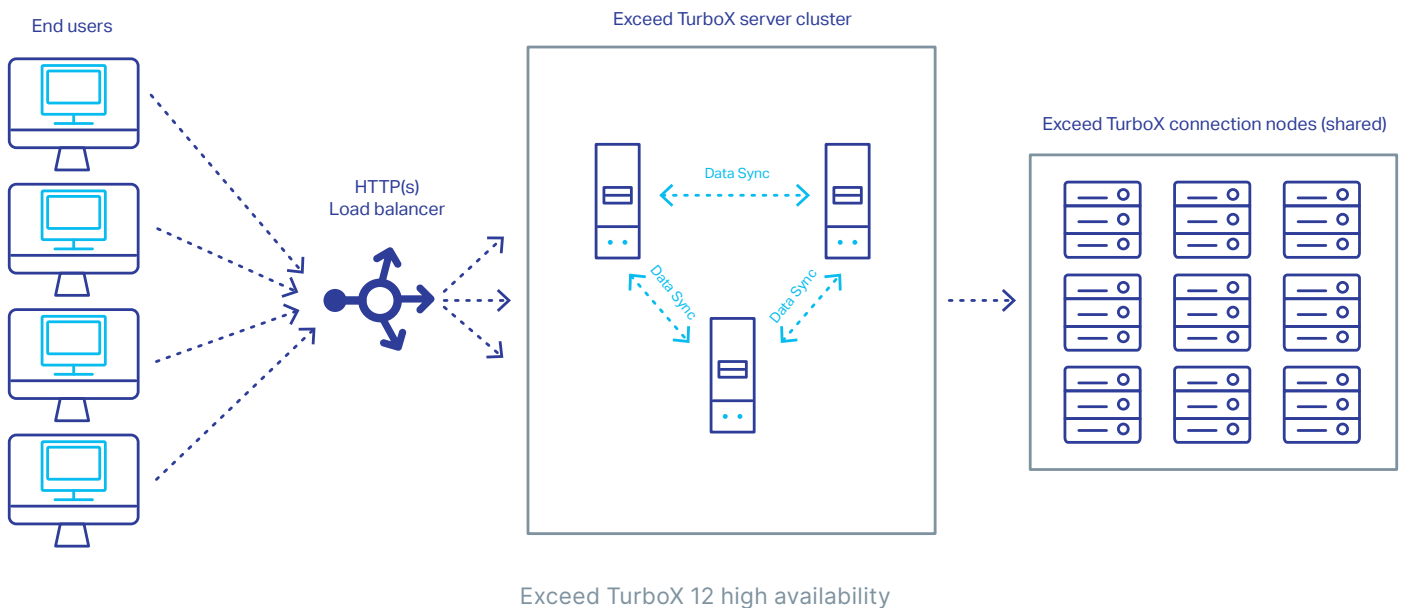 End users
Exceed TurboX server cluster
Exceed TurboX connection nodes (shared)
HTTP(s)
Load balancer
Data Sync
Data Sync
Data Sync
Exceed TurboX 12 high availability